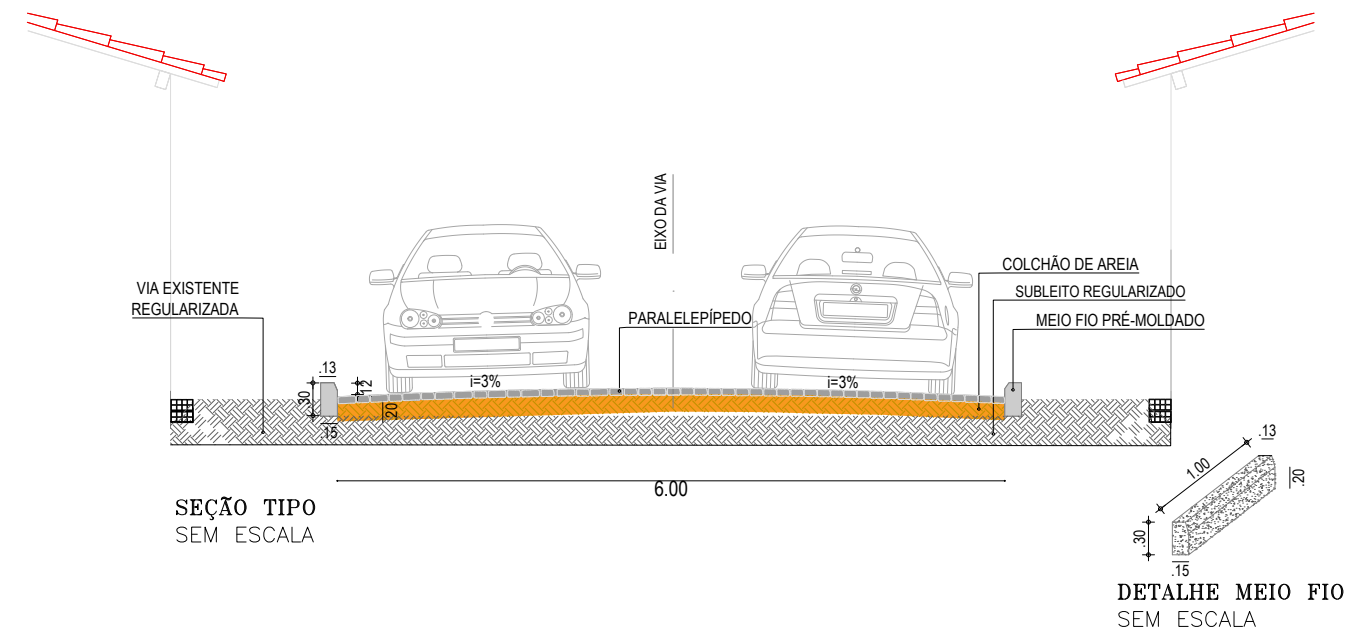 EIXO DA VIA
COLCHÃO DE AREIA
VIA EXISTENTE
REGULARIZADA
SUBLEITO REGULARIZADO
PARALELEPÍPEDO
MEIO FIO PRÉ-MOLDADO
.13
.12
i=3%
i=3%
.30
.20
.15
6.00
SEÇÃO TIPO
SEM ESCALA
.13
1.00
.20
.30
.15
DETALHE MEIO FIO
SEM ESCALA